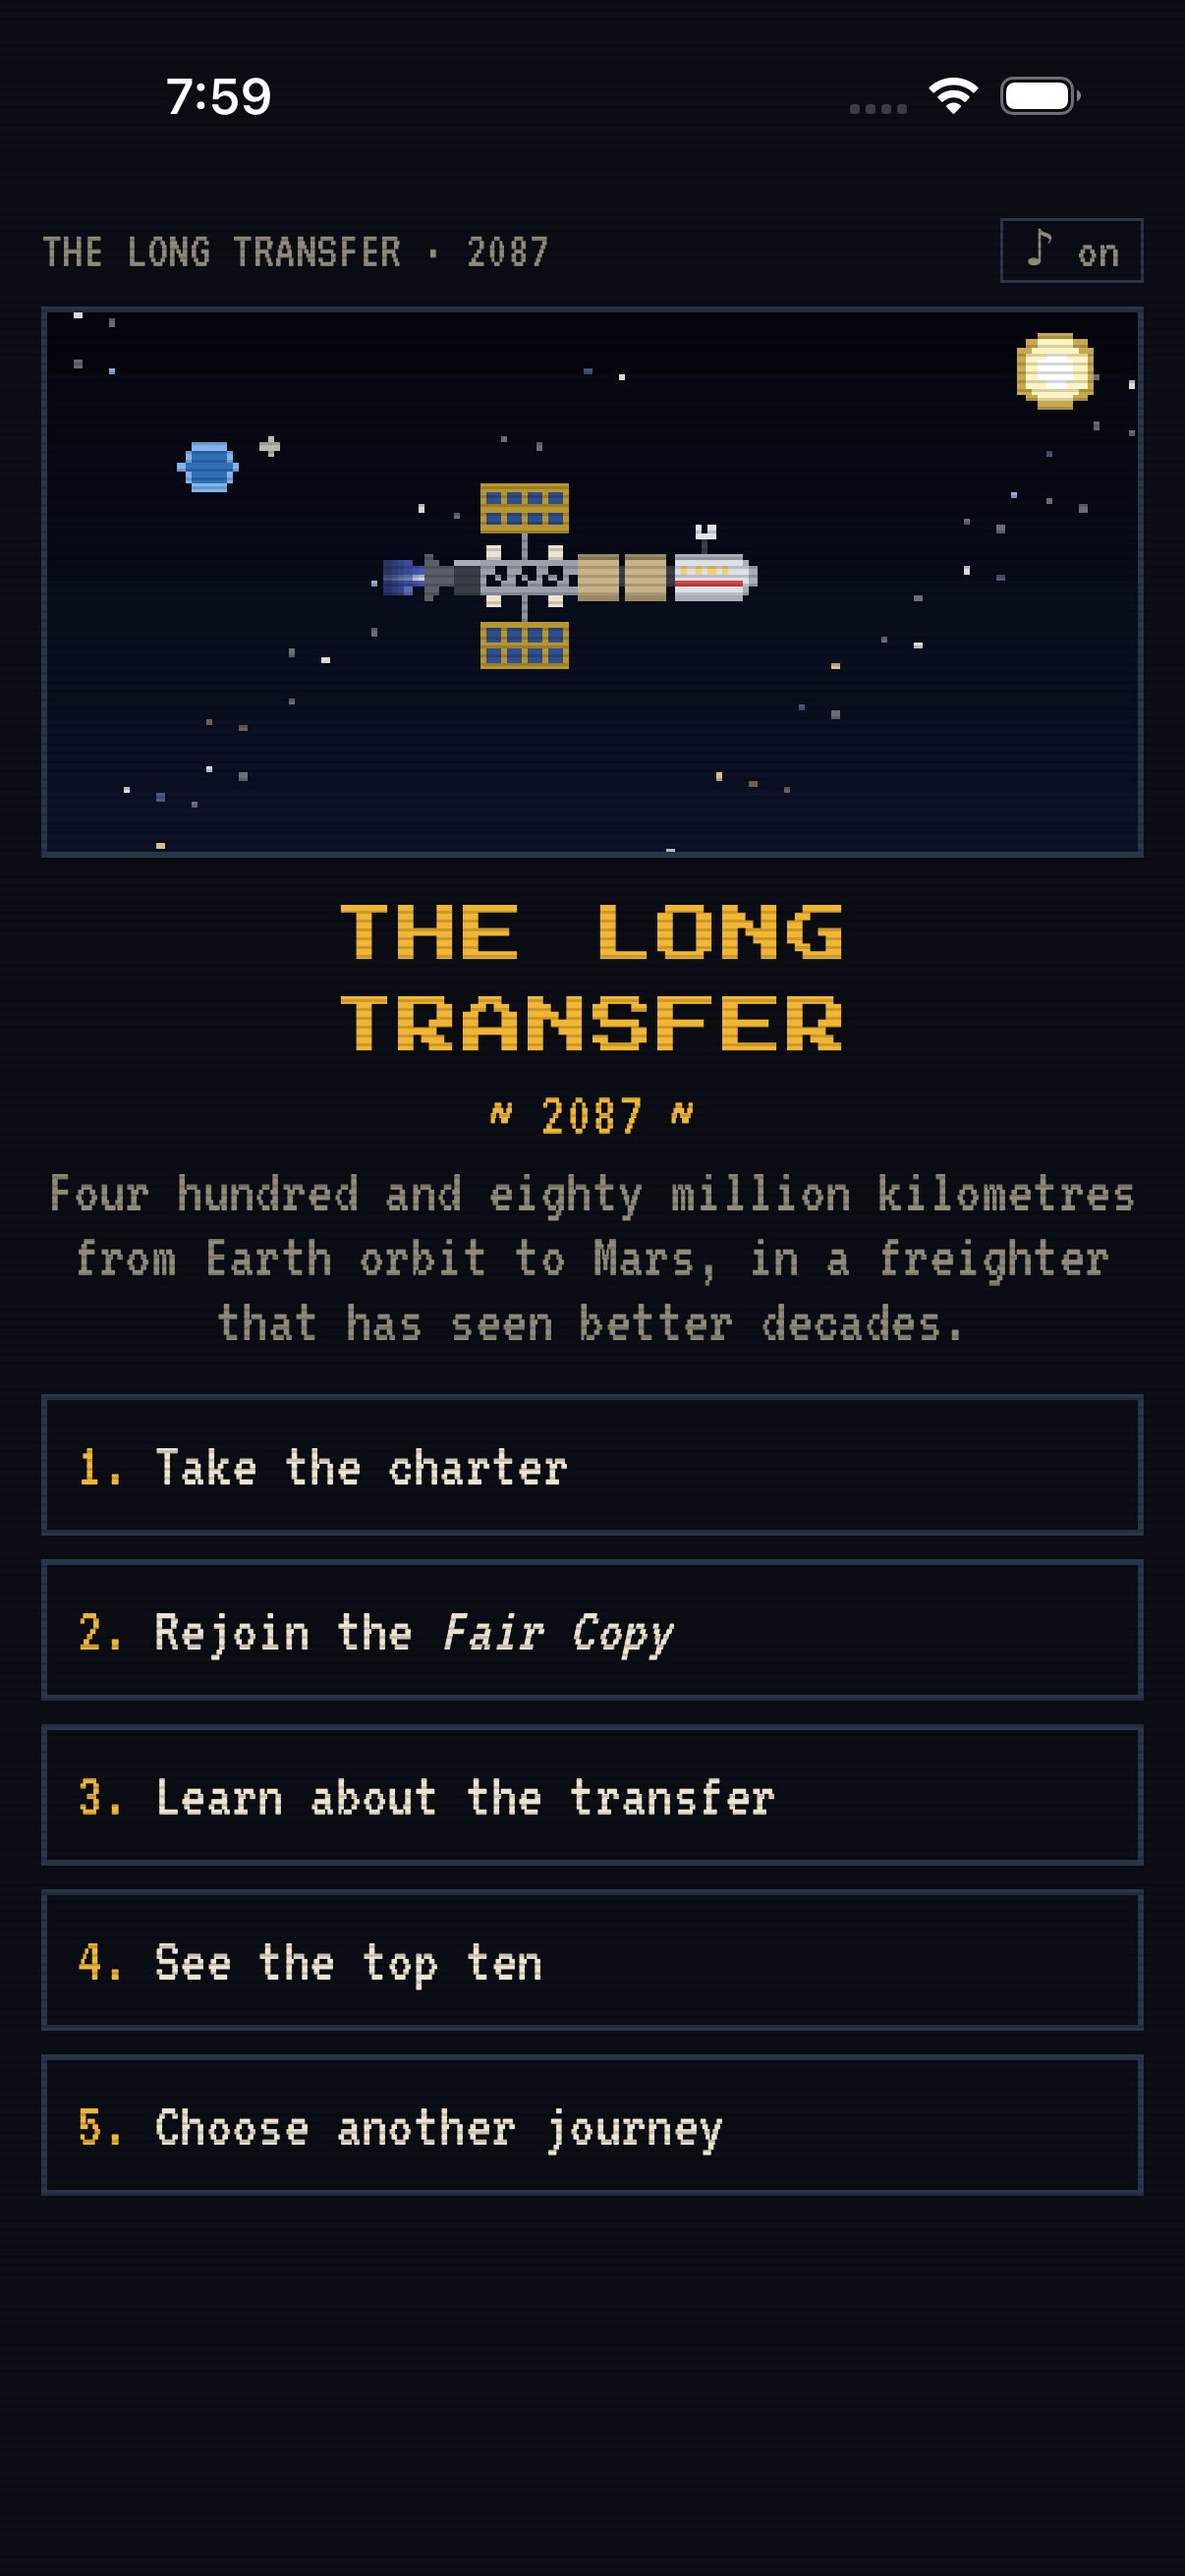 7:59
THE LONG TRANSFER · 2087
♪ on
THE LONG
TRANSFER
~ 2087 ~
Four hundred and eighty million kilometres
from Earth orbit to Mars, in a freighter
that has seen better decades.
1. Take the charter
2. Rejoin the Fair Copy
3. Learn about the transfer
4. See the top ten
5. Choose another journey